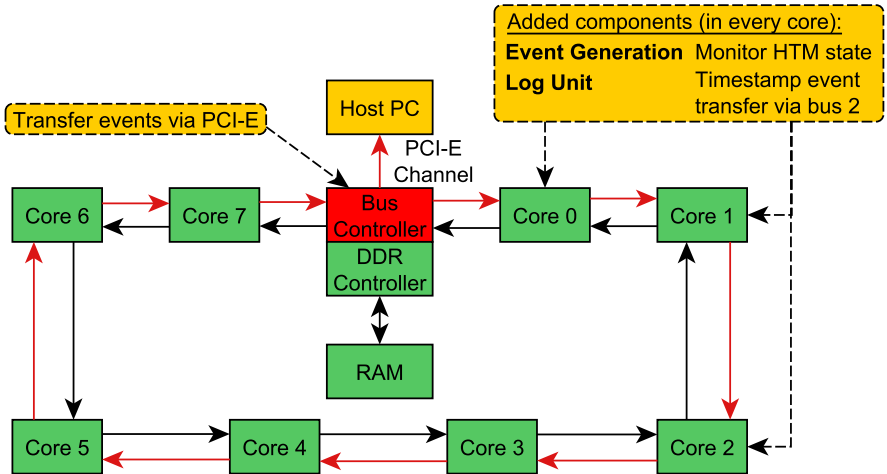 Added components (in every core):
Event Generation Monitor HTM state
Log Unit Timestamp event
transfer via bus 2
Host PC
Transfer events via PCI-E
PCI-E
Channel
Core 6
Core 7
Bus
Controller
Core 0
Core 1
DDR
Controller
RAM
Core 5
Core 4
Core 3
Core 2